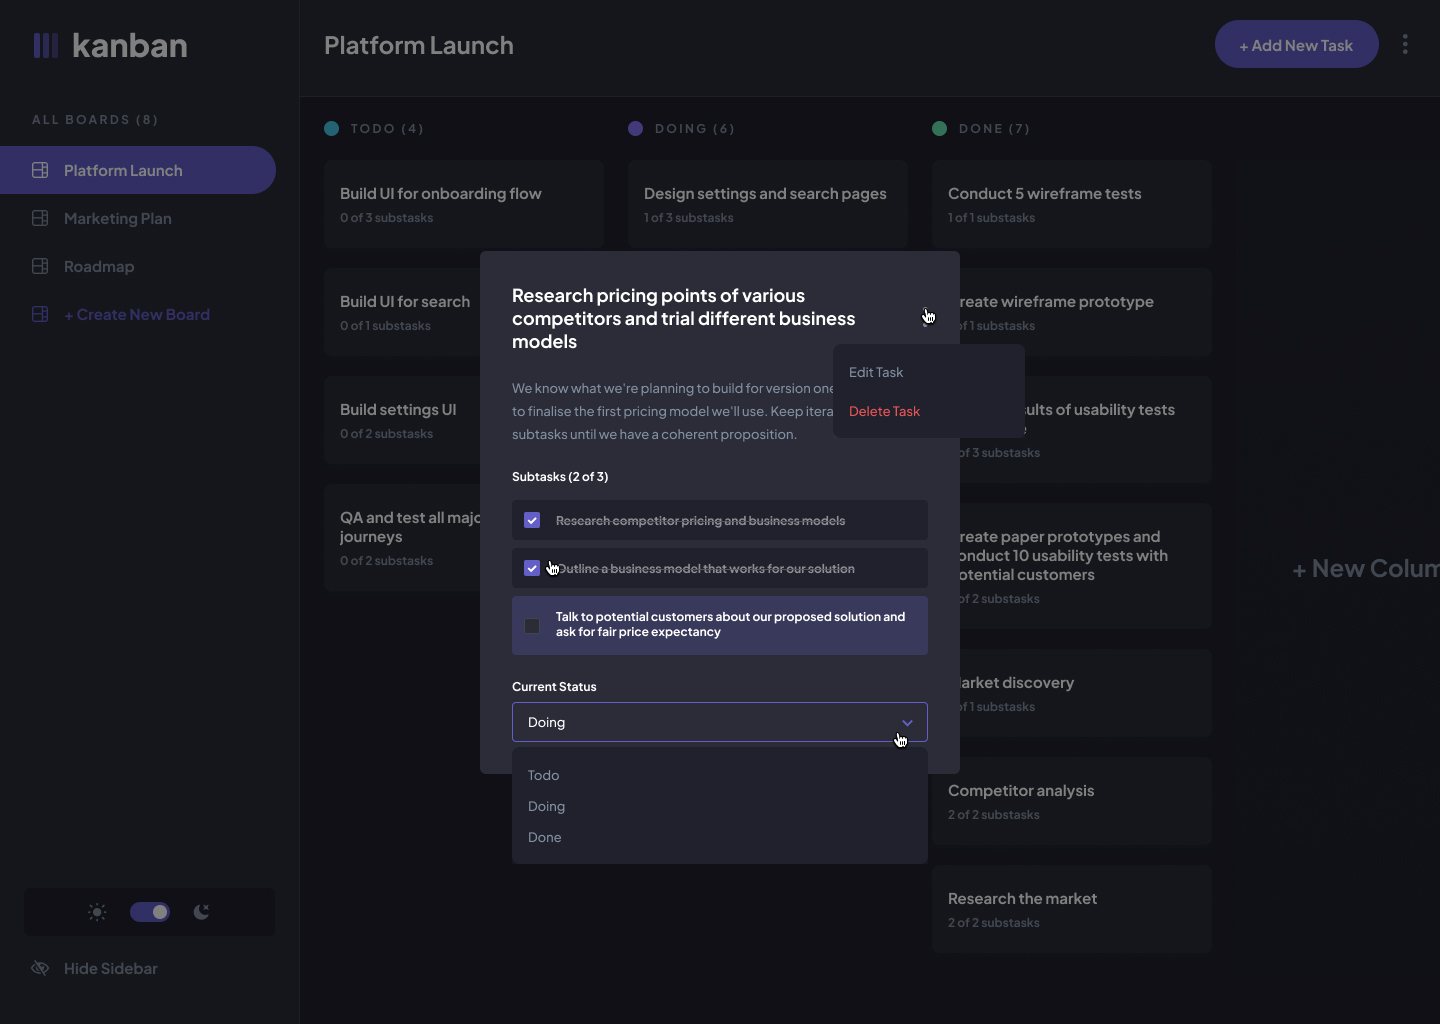 kanban
Platform Launch
+ Add New Task
ALL BOARDS (8)
Platform Launch
Marketing Plan
Roadmap
+ Create New Board
Hide Sidebar
TODO (4)
Build UI for onboarding flow
0 of 3 substasks
Build UI for search
0 of 1 substasks
Build settings UI
0 of 2 substasks
QA and test all majo
journeys
0 of 2 substasks
DOING (6)
Design settings and search pages
1 of 3 substasks
DONE (7)
Conduct 5 wireframe tests
1 of 1 substasks
reate wireframe prototype
of 1 substasks
ults of usability tests
of 3 substasks
reate paper prototypes and
onduct 10 usability tests with
otential customers
of 2 substasks
arket discovery
of 1 substasks
Competitor analysis
2 of 2 substasks
Research the market
2 of 2 substasks
+ New Colum
Research pricing points of various
competitors and trial different business
models
Edit Task
Delete Task
We know what we're planning to build for version one
to finalise the first pricing model we'll use. Keep itera
subtasks until we have a coherent proposition.
Subtasks (2 of 3)
Research competitor pricing and business models
Outline a business model that works for our solution
Talk to potential customers about our proposed solution and
ask for fair price expectancy
Current Status
Doing
Todo
Doing
Done